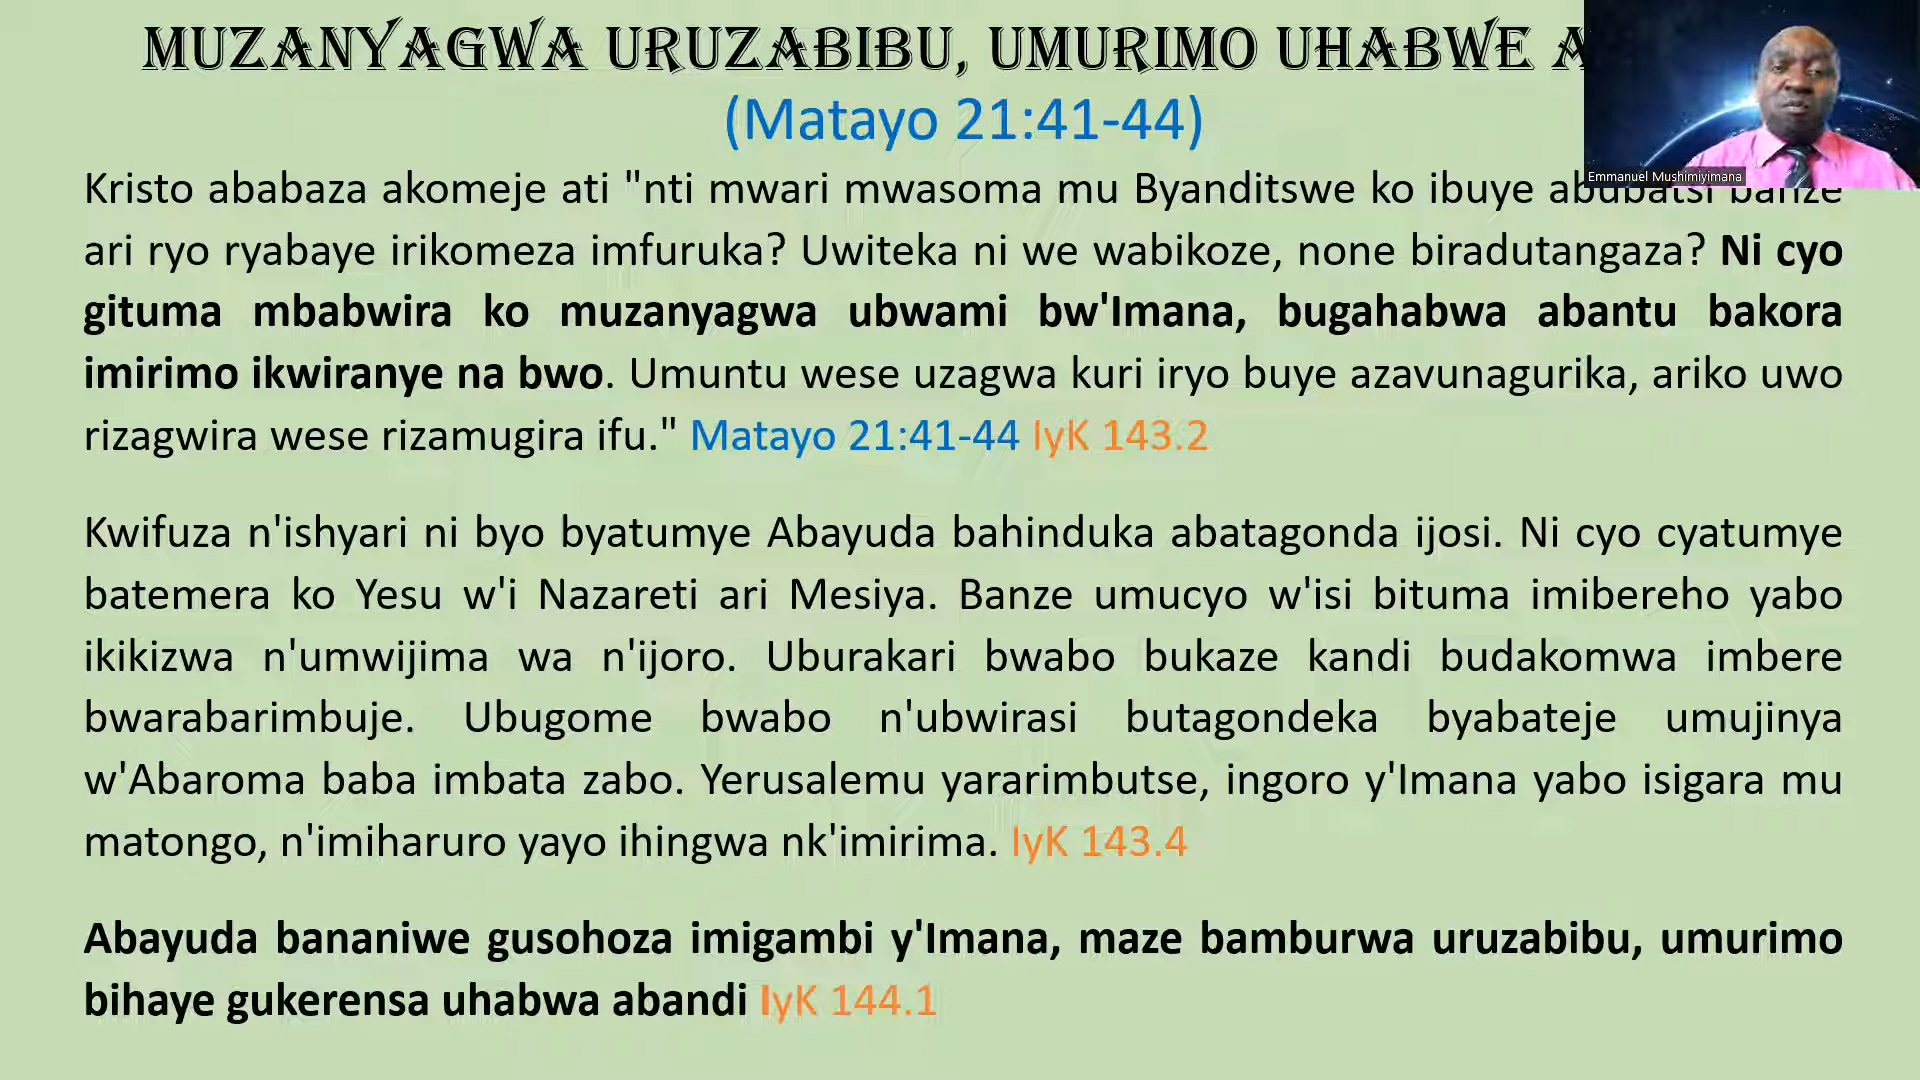 MUZANYAGWA URUZABIBU, UMURIMO UHABWE
(Matayo 21:41-44)
Emmanuel Mushimiyimana
Kristo ababaza akomeje ati "nti mwari mwasoma mu Byanditswe ko ibuye abubatsi banze
ari ryo ryabaye irikomeza imfuruka? Uwiteka ni we wabikoze, none biradutangaza? Ni cyo
gituma mbabwira ko muzanyagwa ubwami bw'Imana, bugahabwa abantu bakora
imirimo ikwiranye na bwo. Umuntu wese uzagwa kuri iryo buye azavunagurika, ariko uwo
rizagwira wese rizamugira ifu." Matayo 21:41-44 IyK 143.2
Kwifuza n'ishyari ni byo byatumye Abayuda bahinduka abatagonda ijosi. Ni cyo cyatumye
batemera ko Yesu w'i Nazareti ari Mesiya. Banze umucyo w'isi bituma imibereho yabo
ikikizwa n'umwijima wa n'ijoro. Uburakari bwabo bukaze kandi budakomwa imbere
bwarabarimbuje. Ubugome bwabo n'ubwirasi butagondeka byabateje umujinya
w'Abaroma baba imbata zabo. Yerusalemu yararimbutse, ingoro y'Imana yabo isigara mu
matongo, n'imiharuro yayo ihingwa nk'imirima. IyK 143.4
Abayuda bananiwe gusohoza imigambi y'Imana, maze bamburwa uruzabibu, umurimo
bihaye gukerensa uhabwa abandi IyK 144.1